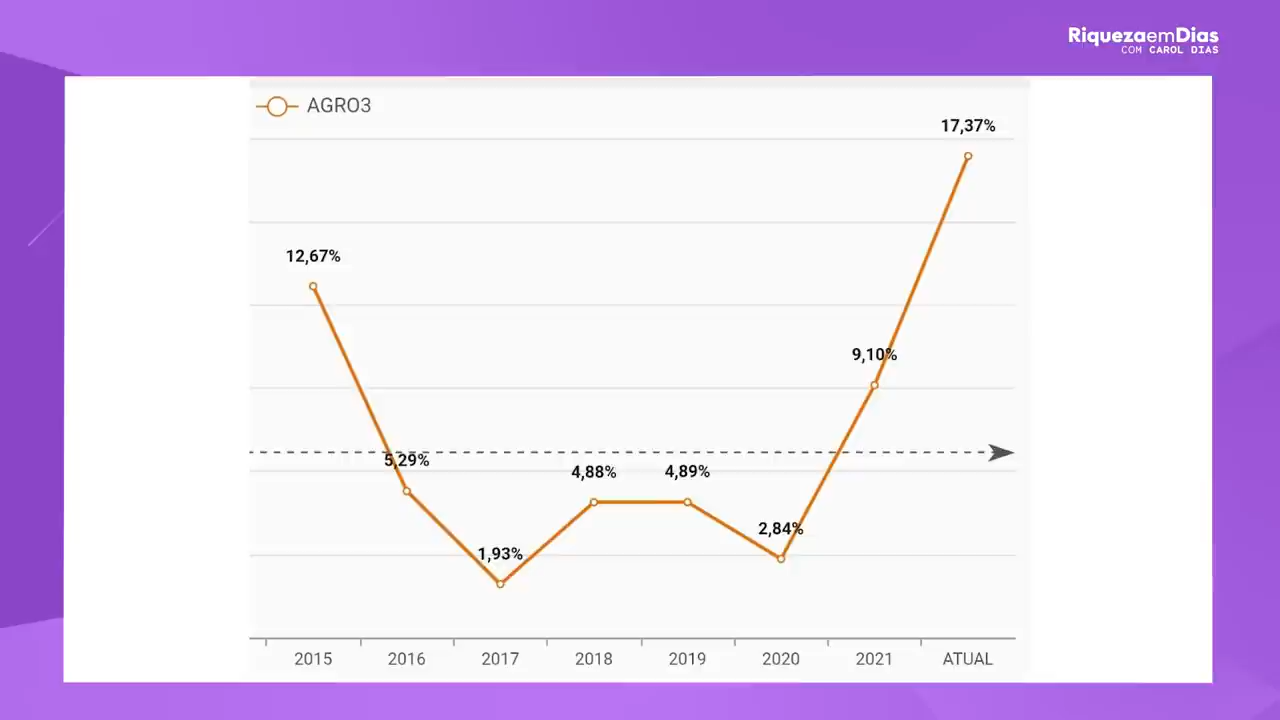 RiquezaemDias
COM CAROL DIAS
AGRO3
17,37%
12,67%
9,10%
5,29%
4,88%
4,89%
2,84%
1,93%
2015 2016 2017 2018 2019 2020 2021 ATUAL